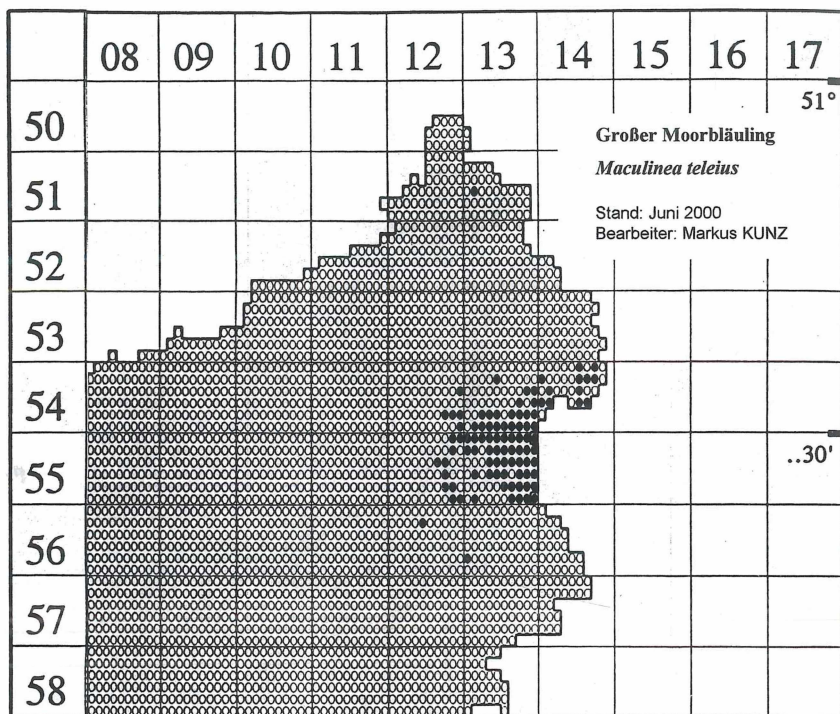 08 09 10 11 12 13 14 15 16 17
51°
50
Großer Moorbläuling
Maculinea teleius
51
Stand: Juni 2000
Bearbeiter: Markus KUNZ
52
53
54
..30'
55
56
57
58